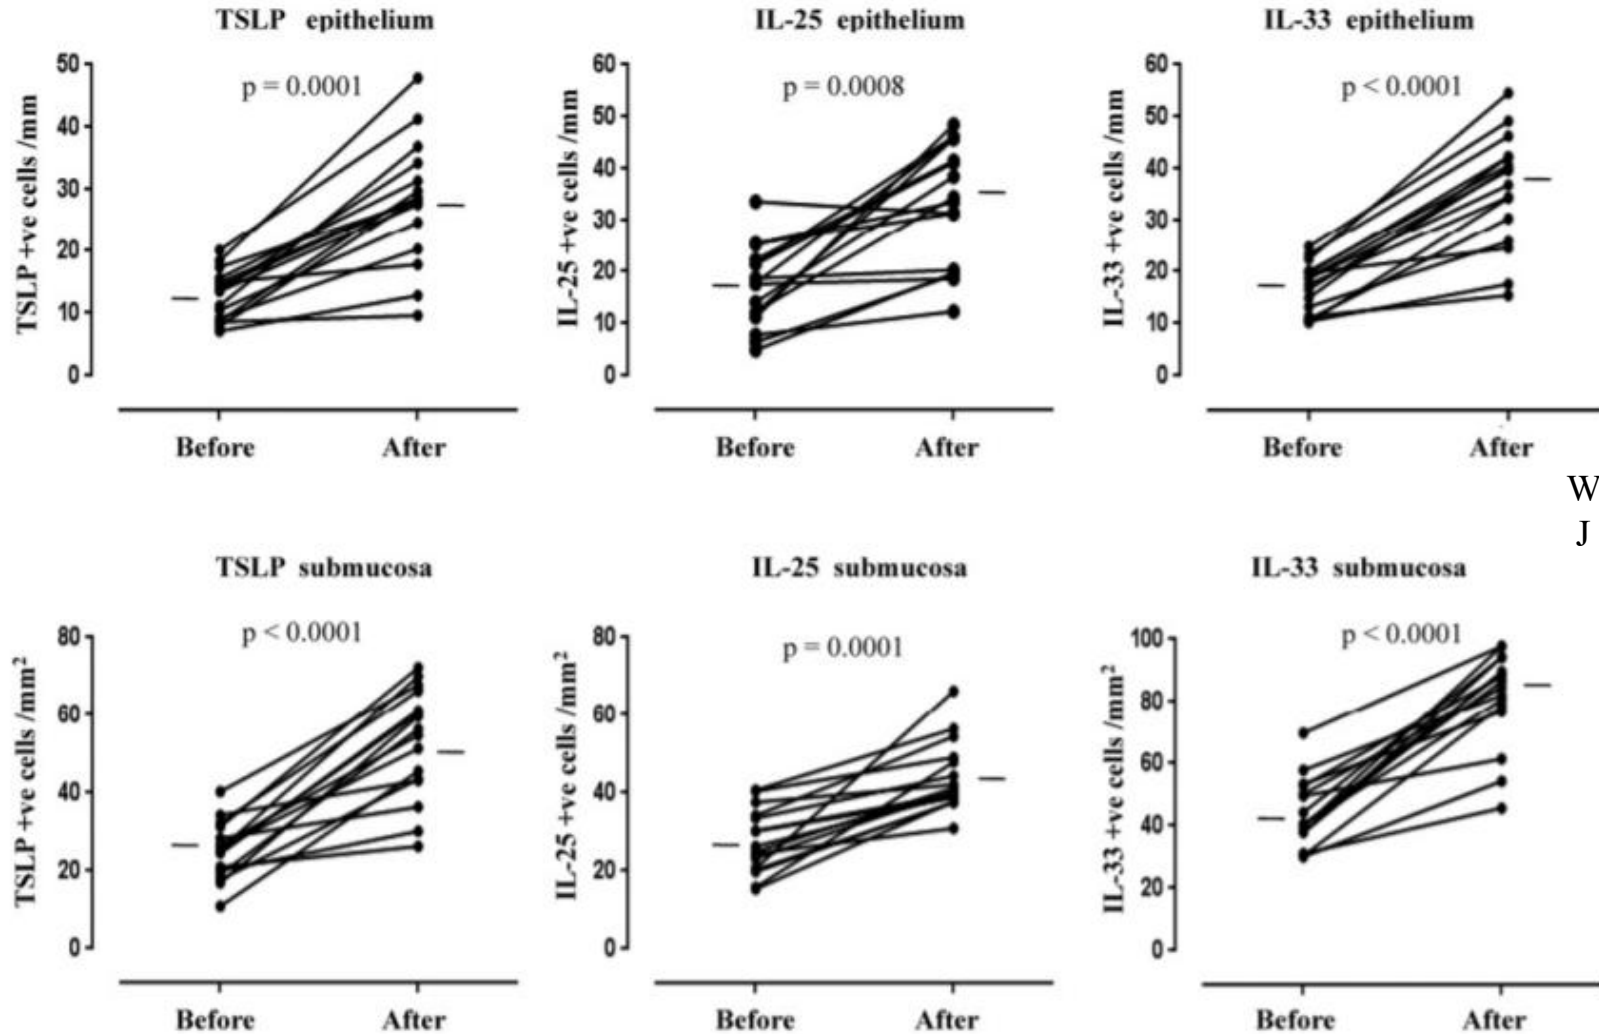 TSLP epithelium
p = 0.0001
TSLP +ve cells /mm
50
40
30
20
10
0
Before After
IL-25 epithelium
p = 0.0008
IL-25 +ve cells /mm
60
50
40
30
20
10
0
Before After
IL-33 epithelium
p < 0.0001
IL-33 +ve cells /mm
60
50
40
30
20
10
0
Before After
W
J
TSLP submucosa
p < 0.0001
TSLP +ve cells /mm²
80
60
40
20
0
Before After
IL-25 submucosa
p = 0.0001
IL-25 +ve cells /mm²
80
60
40
20
0
Before After
IL-33 submucosa
p < 0.0001
IL-33 +ve cells /mm²
100
80
60
40
20
0
Before After